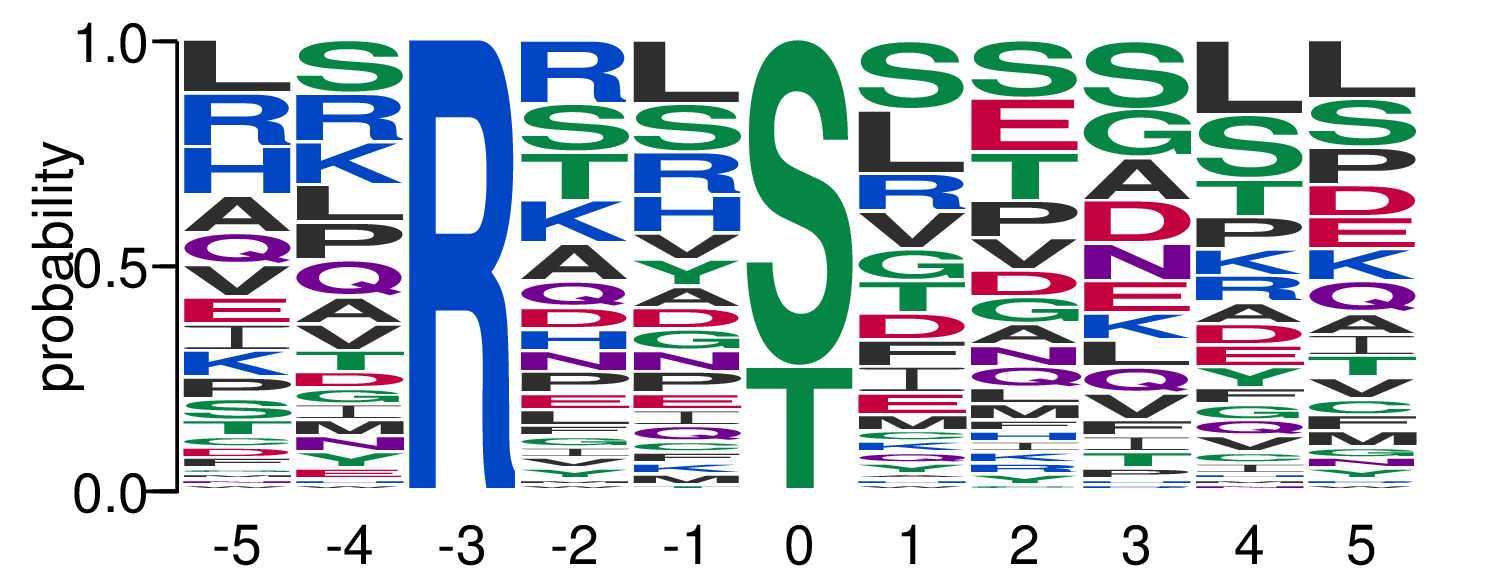 probability
1.0
0.5
0.0
L R H A Q V E I K P S T
S R K L P Q A V T D G I M N Y E
R
R S T K A Q D H N P E L F G I V Y
L S R H V Y A D G N P E I Q C F K M
S T
S L R V G T D F I E M C K Q Y
S E T P V D G A N Q L M H I K R Y
S G A D N E K L Q V F I T P
L S T P K R A D E Y F G Q V C I
L S P D E K Q A I T V C F M G N Y
-5 -4 -3 -2 -1 0 1 2 3 4 5